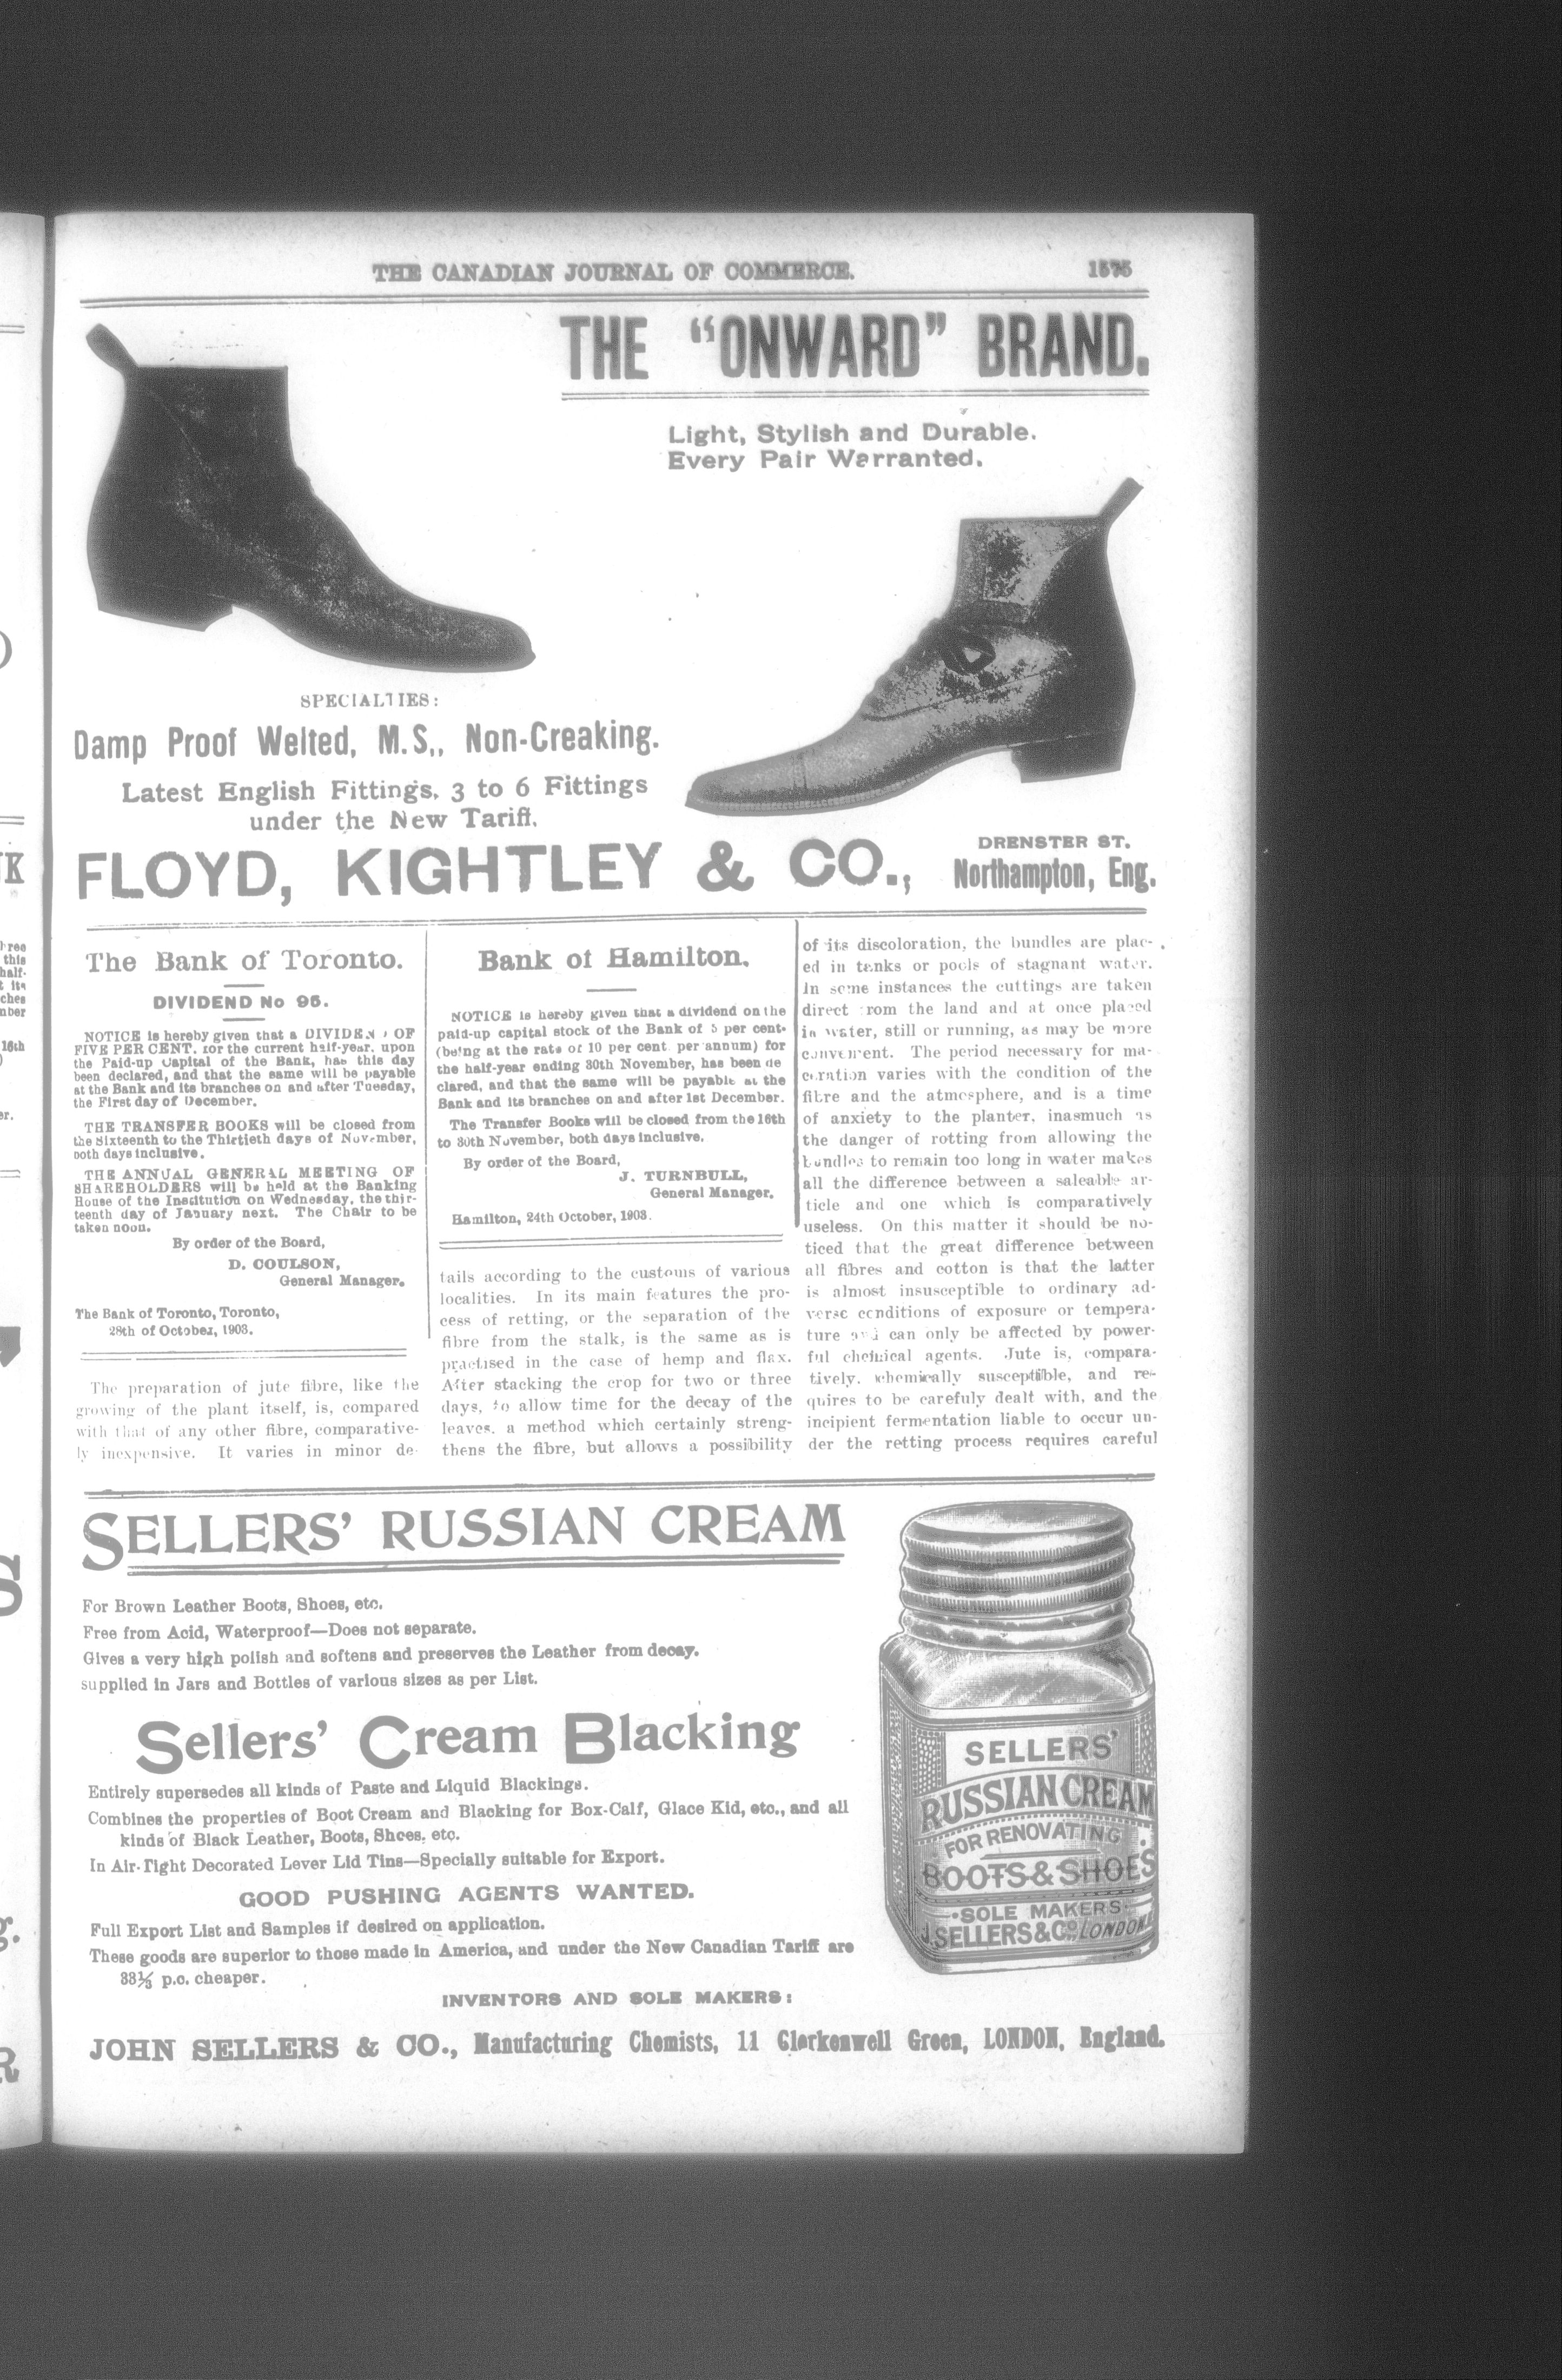 THE CANADIAN JOURNAL OF COMMERCE. 1575
THE "ONWARD" BRAND.
Light, Stylish and Durable.
Every Pair Warranted.
SPECIALTIES:
Damp Proof Welted, M.S., Non-Creaking.
Latest English Fittings, 3 to 6 Fittings
under the New Tariff.
FLOYD, KIGHTLEY & CO.,
DRENSTER ST.
Northampton, Eng.
The Bank of Toronto.
DIVIDEND No 95.
NOTICE is hereby given that a DIVIDEND OF
FIVE PER CENT. for the current half-year, upon
the Paid-up Capital of the Bank, has this day
been declared, and that the same will be payable
at the Bank and its branches on and after Tuesday,
the First day of December.
THE TRANSFER BOOKS will be closed from
the Sixteenth to the Thirtieth days of November,
both days inclusive.
THE ANNUAL GENERAL MEETING OF
SHAREHOLDERS will be held at the Banking
House of the Institution on Wednesday, the thir-
teenth day of January next. The Chair to be
taken noon.
By order of the Board,
D. COULSON,
General Manager.
The Bank of Toronto, Toronto,
28th of October, 1903.
The preparation of jute fibre, like the
growing of the plant itself, is, compared
with that of any other fibre, comparative-
ly inexpensive. It varies in minor de-
Bank of Hamilton.
NOTICE is hereby given that a dividend on the
paid-up capital stock of the Bank of 5 per cent.
(being at the rate of 10 per cent. per annum) for
the half-year ending 30th November, has been de
clared, and that the same will be payable at the
Bank and its branches on and after 1st December.
The Transfer Books will be closed from the 16th
to 30th November, both days inclusive.
By order of the Board,
J. TURNBULL,
General Manager.
Hamilton, 24th October, 1903.
tails according to the customs of various
localities. In its main features the pro-
cess of retting, or the separation of the
fibre from the stalk, is the same as is
practised in the case of hemp and flax.
After stacking the crop for two or three
days, to allow time for the decay of the
leaves, a method which certainly streng-
thens the fibre, but allows a possibility
of its discoloration, the bundles are plac-
ed in tanks or pools of stagnant water.
In some instances the cuttings are taken
direct from the land and at once placed
in water, still or running, as may be more
convenient. The period necessary for ma-
ceration varies with the condition of the
fibre and the atmosphere, and is a time
of anxiety to the planter, inasmuch as
the danger of rotting from allowing the
bundles to remain too long in water makes
all the difference between a saleable ar-
ticle and one which is comparatively
useless. On this matter it should be no-
ticed that the great difference between
all fibres and cotton is that the latter
is almost insusceptible to ordinary ad-
verse conditions of exposure or tempera-
ture and can only be affected by power-
ful chemical agents. Jute is, compara-
tively, chemically susceptible, and re-
quires to be carefuly dealt with, and the
incipient fermentation liable to occur un-
der the retting process requires careful
SELLERS' RUSSIAN CREAM
For Brown Leather Boots, Shoes, etc.
Free from Acid, Waterproof—Does not separate.
Gives a very high polish and softens and preserves the Leather from decay.
supplied in Jars and Bottles of various sizes as per List.
Sellers' Cream Blacking
Entirely supersedes all kinds of Paste and Liquid Blackings.
Combines the properties of Boot Cream and Blacking for Box-Calf, Glace Kid, etc., and all
kinds of Black Leather, Boots, Shoes, etc.
In Air-Tight Decorated Lever Lid Tins—Specially suitable for Export.
GOOD PUSHING AGENTS WANTED.
Full Export List and Samples if desired on application.
These goods are superior to those made in America, and under the New Canadian Tariff are
33⅓ p.c. cheaper.
SELLERS'
RUSSIAN CREAM
FOR RENOVATING
BOOTS & SHOES
SOLE MAKERS
J. SELLERS & CO., LONDON
INVENTORS AND SOLE MAKERS:
JOHN SELLERS & CO., Manufacturing Chemists, 11 Clerkenwell Green, LONDON, England.